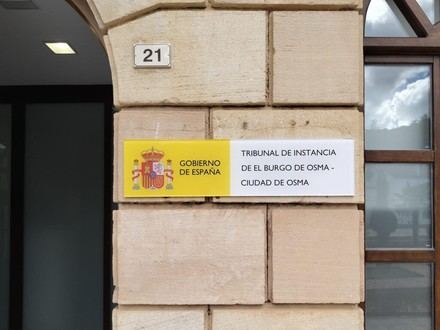 21
GOBIERNO
DE ESPAÑA
TRIBUNAL DE INSTANCIA
DE EL BURGO DE OSMA -
CIUDAD DE OSMA